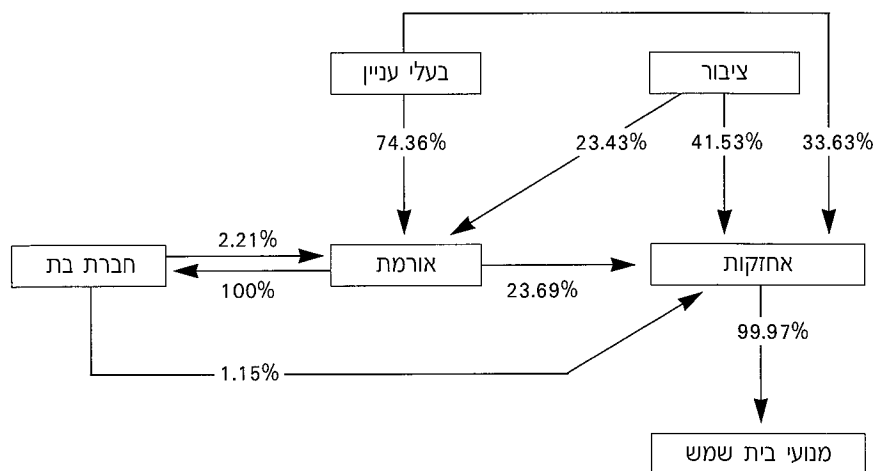 בעלי עניין
ציבור
74.36%
23.43%
41.53%
33.63%
חברת בת
2.21%
100%
אורמת
23.69%
אחזקות
1.15%
99.97%
מנועי בית שמש